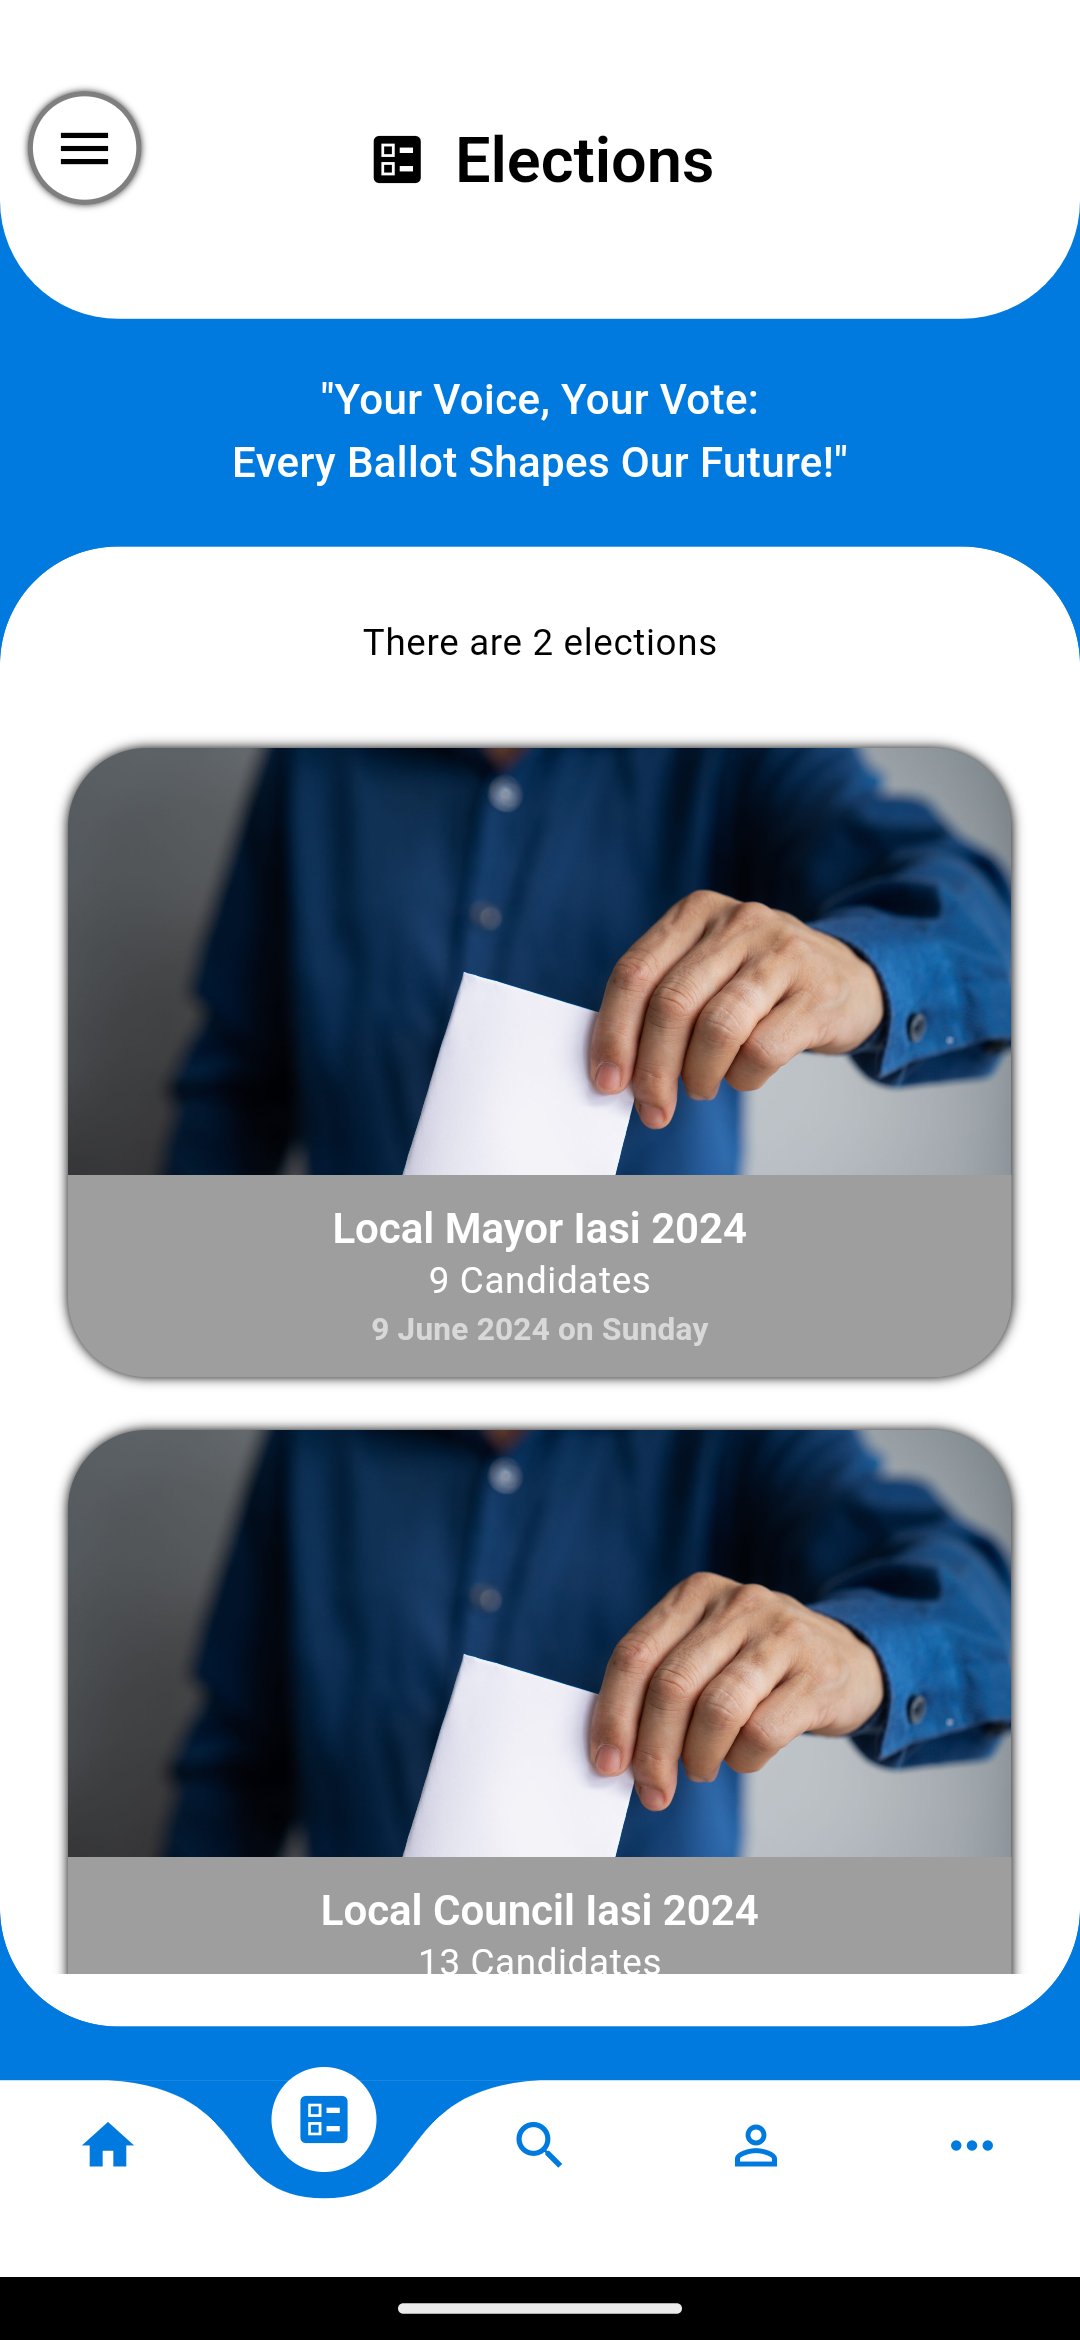 Elections
"Your Voice, Your Vote:
Every Ballot Shapes Our Future!"
There are 2 elections
Local Mayor Iasi 2024
9 Candidates
9 June 2024 on Sunday
Local Council Iasi 2024
13 Candidates